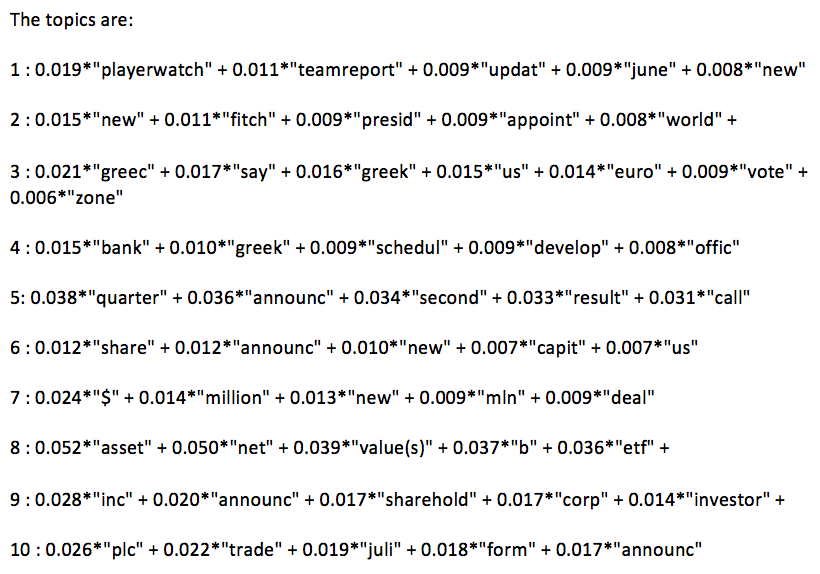 The topics are:
1 : 0.019*"playerwatch" + 0.011*"teamreport" + 0.009*"updat" + 0.009*"june" + 0.008*"new"
2 : 0.015*"new" + 0.011*"fitch" + 0.009*"presid" + 0.009*"appoint" + 0.008*"world" +
3 : 0.021*"greec" + 0.017*"say" + 0.016*"greek" + 0.015*"us" + 0.014*"euro" + 0.009*"vote" +
0.006*"zone"
4 : 0.015*"bank" + 0.010*"greek" + 0.009*"schedul" + 0.009*"develop" + 0.008*"offic"
5: 0.038*"quarter" + 0.036*"announc" + 0.034*"second" + 0.033*"result" + 0.031*"call"
6 : 0.012*"share" + 0.012*"announc" + 0.010*"new" + 0.007*"capit" + 0.007*"us"
7 : 0.024*"$" + 0.014*"million" + 0.013*"new" + 0.009*"mln" + 0.009*"deal"
8 : 0.052*"asset" + 0.050*"net" + 0.039*"value(s)" + 0.037*"b" + 0.036*"etf" +
9 : 0.028*"inc" + 0.020*"announc" + 0.017*"sharehold" + 0.017*"corp" + 0.014*"investor" +
10 : 0.026*"plc" + 0.022*"trade" + 0.019*"juli" + 0.018*"form" + 0.017*"announc"